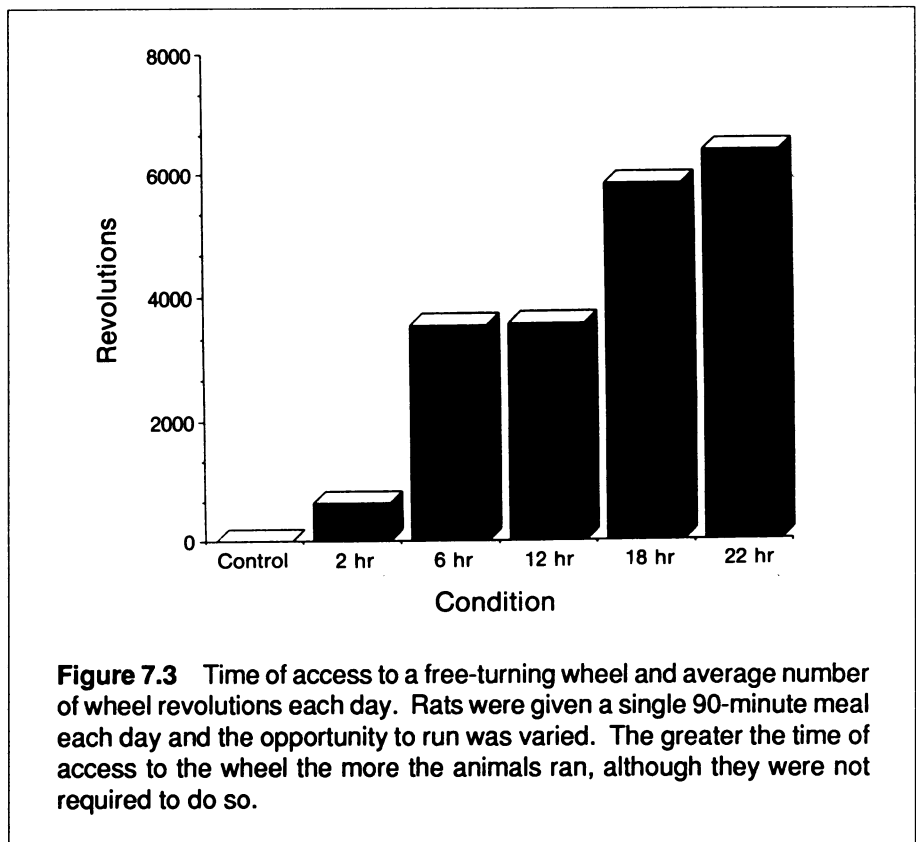 8000
6000
4000
2000
0
Revolutions
Control 2 hr 6 hr 12 hr 18 hr 22 hr
Condition
Figure 7.3 Time of access to a free-turning wheel and average number
of wheel revolutions each day. Rats were given a single 90-minute meal
each day and the opportunity to run was varied. The greater the time of
access to the wheel the more the animals ran, although they were not
required to do so.